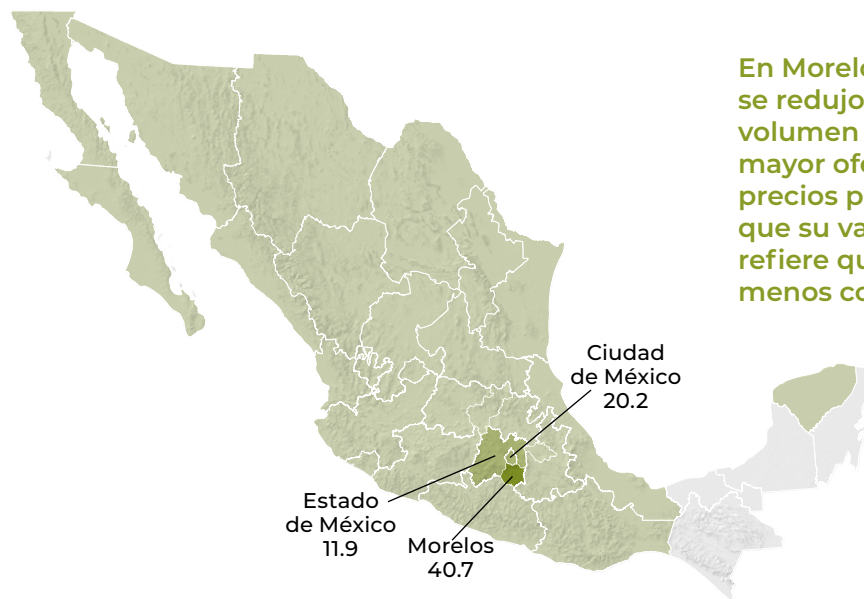 En Morelo
se redujo
volumen
mayor ofe
precios p
que su va
refiere qu
menos co
Ciudad
de México
20.2
Estado
de México
11.9
Morelos
40.7